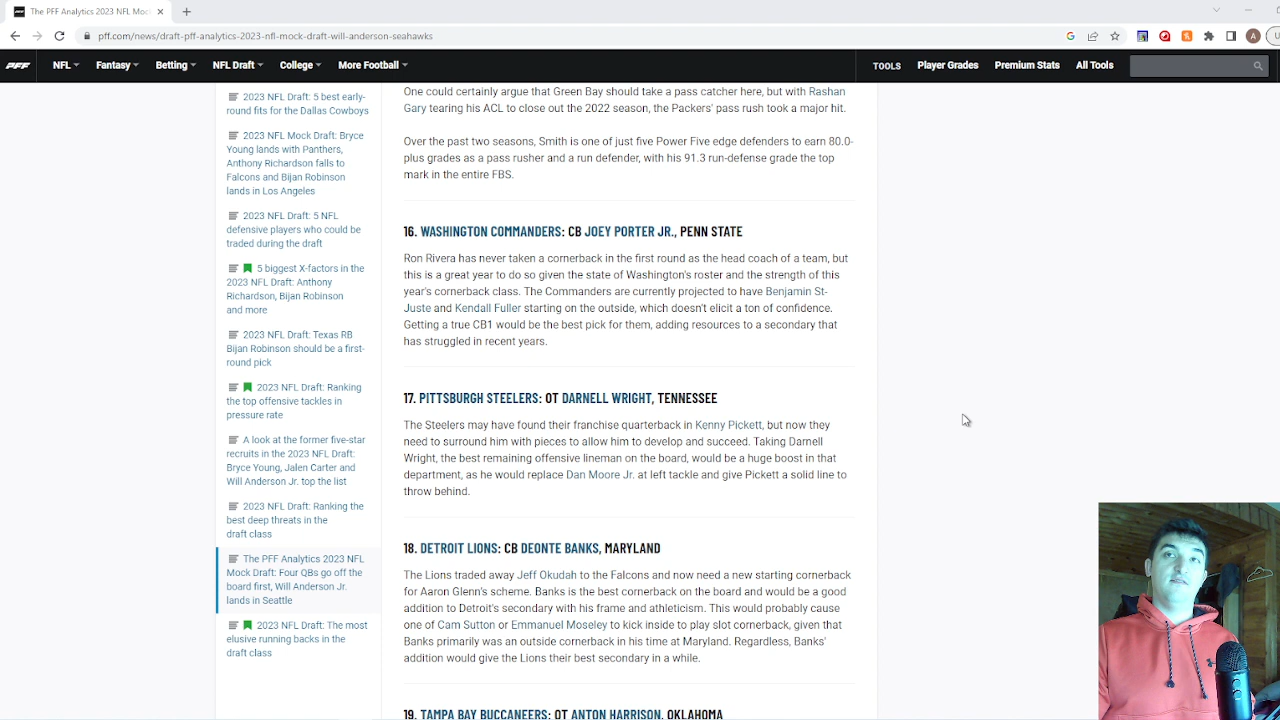 The PFF Analytics 2023 NFL Moc
pff.com/news/draft-pff-analytics-2023-nfl-mock-draft-will-anderson-seahawks
A
PFF
NFL
Fantasy
Betting
NFL Draft
College
More Football
TOOLS
Player Grades
Premium Stats
All Tools
2023 NFL Draft: 5 best early-
round fits for the Dallas Cowboys
2023 NFL Mock Draft: Bryce
Young lands with Panthers,
Anthony Richardson falls to
Falcons and Bijan Robinson
lands in Los Angeles
2023 NFL Draft: 5 NFL
defensive players who could be
traded during the draft
5 biggest X-factors in the
2023 NFL Draft: Anthony
Richardson, Bijan Robinson
and more
2023 NFL Draft: Texas RB
Bijan Robinson should be a first-
round pick
2023 NFL Draft: Ranking
the top offensive tackles in
pressure rate
A look at the former five-star
recruits in the 2023 NFL Draft:
Bryce Young, Jalen Carter and
Will Anderson Jr. top the list
2023 NFL Draft: Ranking the
best deep threats in the
draft class
The PFF Analytics 2023 NFL
Mock Draft: Four QBs go off the
board first, Will Anderson Jr.
lands in Seattle
2023 NFL Draft: The most
elusive running backs in the
draft class
One could certainly argue that Green Bay should take a pass catcher here, but with Rashan
Gary tearing his ACL to close out the 2022 season, the Packers' pass rush took a major hit.
Over the past two seasons, Smith is one of just five Power Five edge defenders to earn 80.0-
plus grades as a pass rusher and a run defender, with his 91.3 run-defense grade the top
mark in the entire FBS.
16. WASHINGTON COMMANDERS: CB JOEY PORTER JR., PENN STATE
Ron Rivera has never taken a cornerback in the first round as the head coach of a team, but
this is a great year to do so given the state of Washington's roster and the strength of this
year's cornerback class. The Commanders are currently projected to have Benjamin St-
Juste and Kendall Fuller starting on the outside, which doesn't elicit a ton of confidence.
Getting a true CB1 would be the best pick for them, adding resources to a secondary that
has struggled in recent years.
17. PITTSBURGH STEELERS: OT DARNELL WRIGHT, TENNESSEE
The Steelers may have found their franchise quarterback in Kenny Pickett, but now they
need to surround him with pieces to allow him to develop and succeed. Taking Darnell
Wright, the best remaining offensive lineman on the board, would be a huge boost in that
department, as he would replace Dan Moore Jr. at left tackle and give Pickett a solid line to
throw behind.
18. DETROIT LIONS: CB DEONTE BANKS, MARYLAND
The Lions traded away Jeff Okudah to the Falcons and now need a new starting cornerback
for Aaron Glenn's scheme. Banks is the best cornerback on the board and would be a good
addition to Detroit's secondary with his frame and athleticism. This would probably cause
one of Cam Sutton or Emmanuel Moseley to kick inside to play slot cornerback, given that
Banks primarily was an outside cornerback in his time at Maryland. Regardless, Banks'
addition would give the Lions their best secondary in a while.
19. TAMPA BAY BUCCANEERS: OT ANTON HARRISON, OKLAHOMA